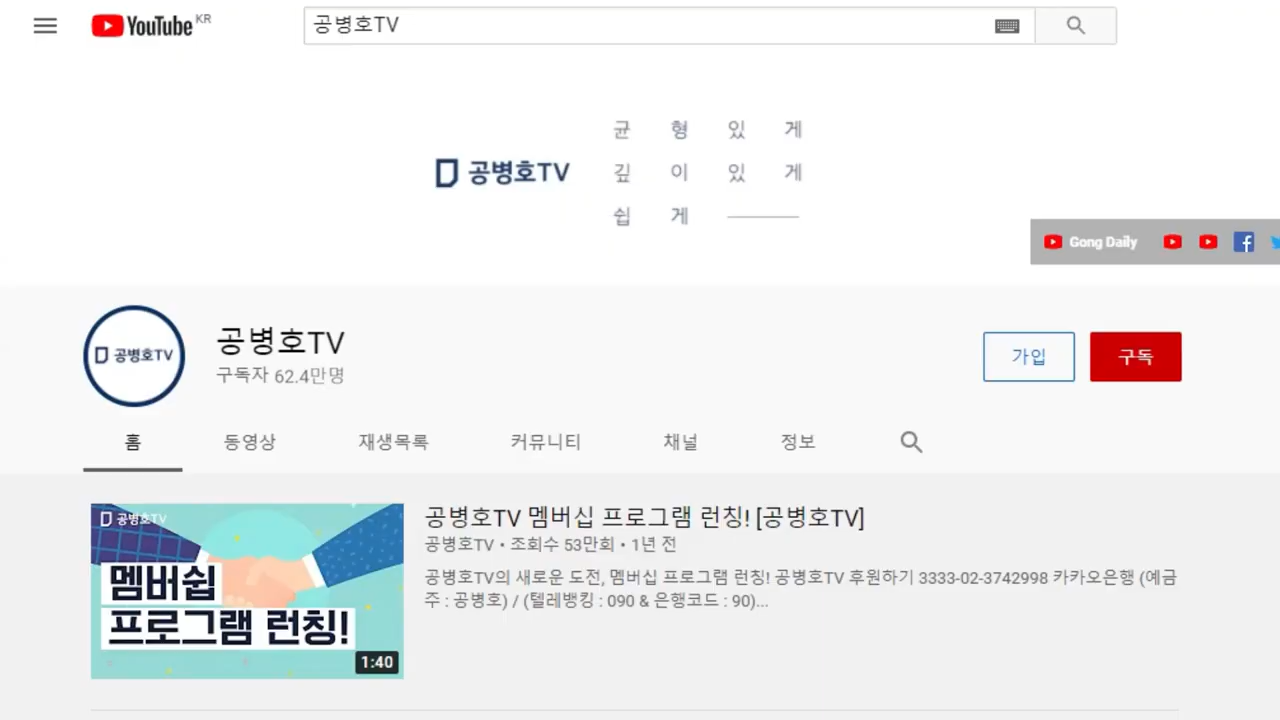 YouTube KR
공병호TV
균 형 있 게
공병호TV
깊 이 있 게
쉽 게
Gong Daily
공병호TV
공병호TV
구독자 62.4만명
가입
구독
홈
동영상
재생목록
커뮤니티
채널
정보
공병호TV
멤버쉽
프로그램 런칭!
1:40
공병호TV 멤버십 프로그램 런칭! [공병호TV]
공병호TV • 조회수 53만회 • 1년 전
공병호TV의 새로운 도전, 멤버십 프로그램 런칭! 공병호TV 후원하기 3333-02-3742998 카카오은행 (예금
주 : 공병호) / (텔레뱅킹 : 090 & 은행코드 : 90)...